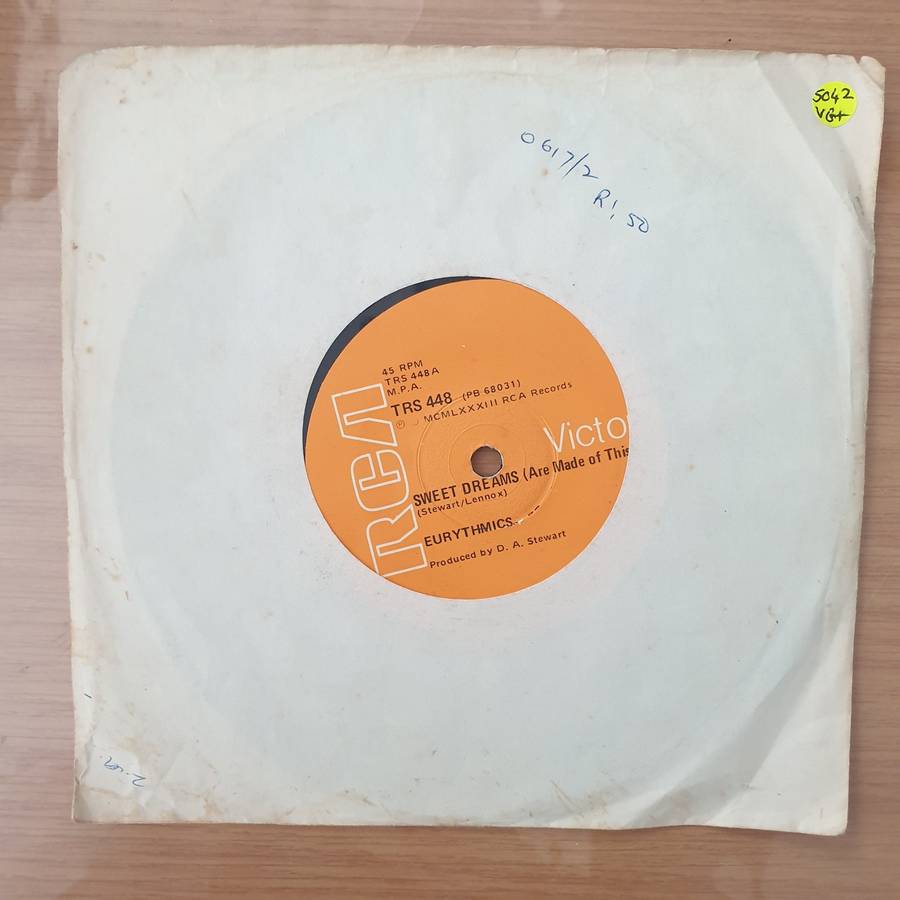 5042
VG+
0617/2
R1,50
45 RPM
TRS 448A
M.P.A.
TRS 448 (PB 68031)
Ⓟ MCMLXXXIII RCA Records
RCA
Victo
SWEET DREAMS (Are Made of This
(Stewart/Lennox)
EURYTHMICS
Produced by D. A. Stewart